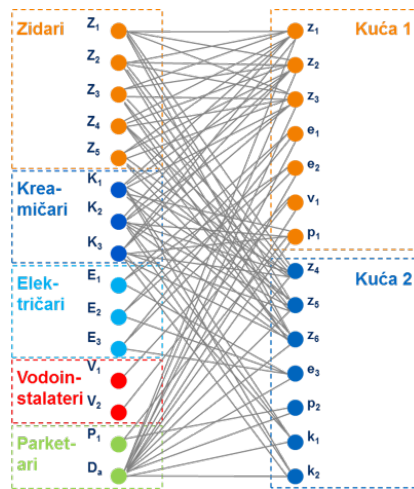 Zidari
Z1
Z2
Z3
Z4
Z5
Krea-
mičari
K1
K2
K3
Elek-
tričari
E1
E2
E3
Vodoin-
stalateri
V1
V2
Parket-
ari
P1
Da
Kuća 1
z1
z2
z3
e1
e2
v1
p1
Kuća 2
z4
z5
z6
e3
p2
k1
k2